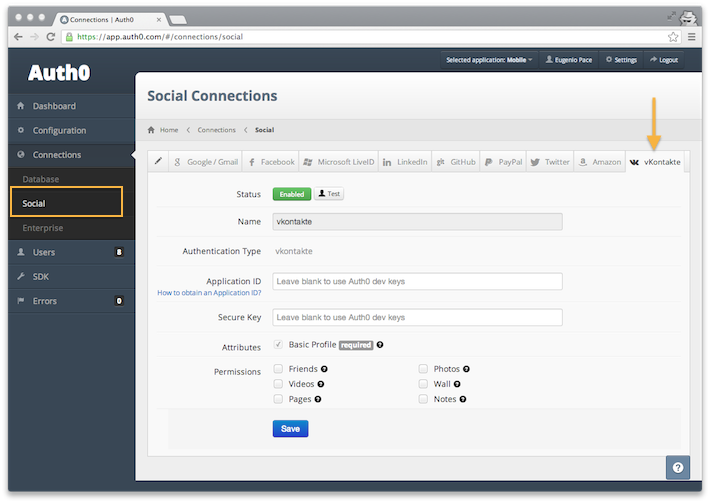 Connections | Auth0
https://app.auth0.com/#/connections/social
Auth0
Selected application: Mobile
Eugenio Pace
Settings
Logout
Dashboard
Configuration
Connections
Database
Social
Enterprise
Users 8
SDK
Errors 0
Social Connections
Home Connections Social
Google / Gmail Facebook Microsoft LiveID LinkedIn GitHub PayPal Twitter Amazon vKontakte
Status Enabled Test
Name vkontakte
Authentication Type vkontakte
Application ID Leave blank to use Auth0 dev keys
How to obtain an Application ID?
Secure Key Leave blank to use Auth0 dev keys
Attributes Basic Profile required ?
Permissions Friends ? Photos ?
Videos ? Wall ?
Pages ? Notes ?
Save
?